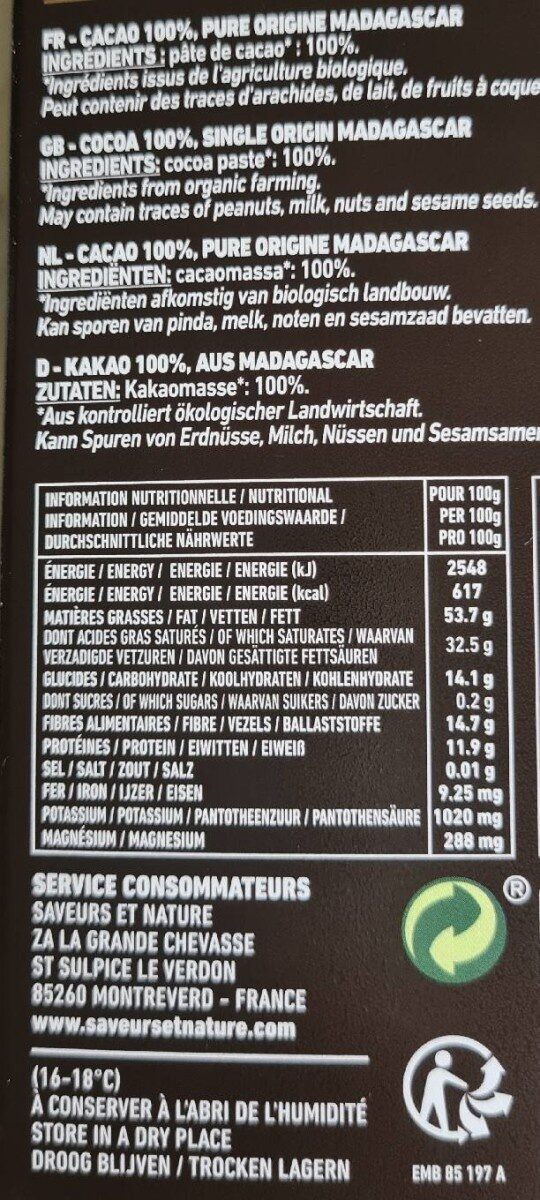 FR - CACAO 100%, PURE ORIGINE MADAGASCAR
INGRÉDIENTS : pâte de cacao* : 100%.
*Ingrédients issus de l'agriculture biologique.
Peut contenir des traces d'arachides, de lait, de fruits à coque
GB - COCOA 100%, SINGLE ORIGIN MADAGASCAR
INGREDIENTS: cocoa paste*: 100%.
*Ingredients from organic farming.
May contain traces of peanuts, milk, nuts and sesame seeds.
NL - CACAO 100%, PURE ORIGINE MADAGASCAR
INGREDIËNTEN: cacaomassa*: 100%.
*Ingrediënten afkomstig van biologisch landbouw.
Kan sporen van pinda, melk, noten en sesamzaad bevatten.
D - KAKAO 100%, AUS MADAGASCAR
ZUTATEN: Kakaomasse*: 100%.
*Aus kontrolliert ökologischer Landwirtschaft.
Kann Spuren von Erdnüsse, Milch, Nüssen und Sesamsamen
INFORMATION NUTRITIONNELLE / NUTRITIONAL POUR 100g
INFORMATION / GEMIDDELDE VOEDINGSWAARDE / PER 100g
DURCHSCHNITTLICHE NÄHRWERTE PRO 100g
ÉNERGIE / ENERGY / ENERGIE / ENERGIE (kJ) 2548
ÉNERGIE / ENERGY / ENERGIE / ENERGIE (kcal) 617
MATIÈRES GRASSES / FAT / VETTEN / FETT 53.7 g
DONT ACIDES GRAS SATURÉS / OF WHICH SATURATES / WAARVAN
VERZADIGDE VETZUREN / DAVON GESÄTTIGTE FETTSÄUREN 32.5 g
GLUCIDES / CARBOHYDRATE / KOOLHYDRATEN / KOHLENHYDRATE 14.1 g
DONT SUCRES / OF WHICH SUGARS / WAARVAN SUIKERS / DAVON ZUCKER 0.2 g
FIBRES ALIMENTAIRES / FIBRE / VEZELS / BALLASTSTOFFE 14.7 g
PROTÉINES / PROTEIN / EIWITTEN / EIWEIß 11.9 g
SEL / SALT / ZOUT / SALZ 0.01 g
FER / IRON / IJZER / EISEN 9.25 mg
POTASSIUM / POTASSIUM / PANTOTHEENZUUR / PANTOTHENSÄURE 1020 mg
MAGNÉSIUM / MAGNESIUM 288 mg
SERVICE CONSOMMATEURS
SAVEURS ET NATURE
ZA LA GRANDE CHEVASSE
ST SULPICE LE VERDON
85260 MONTREVERD - FRANCE
www.saveursetnature.com
®
(16-18°C)
À CONSERVER À L'ABRI DE L'HUMIDITÉ
STORE IN A DRY PLACE
DROOG BLIJVEN / TROCKEN LAGERN
EMB 85 197 A